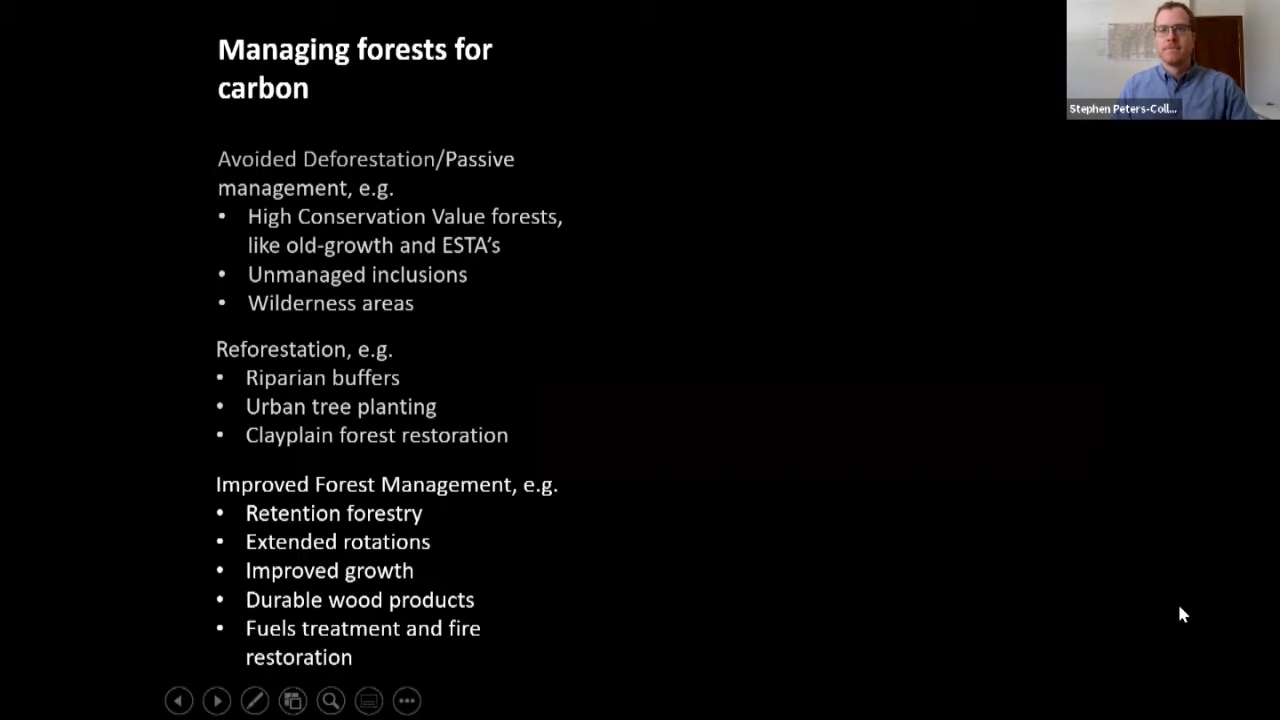 Managing forests for
carbon
Avoided Deforestation/Passive
management, e.g.
• High Conservation Value forests,
like old-growth and ESTA's
• Unmanaged inclusions
• Wilderness areas
Reforestation, e.g.
• Riparian buffers
• Urban tree planting
• Clayplain forest restoration
Improved Forest Management, e.g.
• Retention forestry
• Extended rotations
• Improved growth
• Durable wood products
• Fuels treatment and fire
restoration
Stephen Peters-Coll...